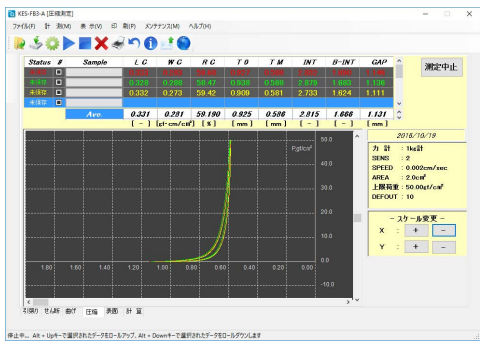 KES-FB3-A [圧縮測定]
ファイル(F) 計 測(M) 表 示(V) 印 刷(P) メンテナンス(M) ヘルプ(H)
Status # Sample L C W C R C T 0 T M INT B-INT GAP
未保存 0.328 0.288 58.47 0.938 0.588 2.879 1.683 1.138
未保存 0.332 0.273 59.42 0.909 0.581 2.733 1.624 1.111
未保存
Ave 0.331 0.281 59.190 0.925 0.586 2.815 1.666 1.131
[ - ] [gf・cm/cm²] [ % ] [ mm ] [ mm ] [ - ] [ - ] [ mm ]
測定中止
2016/10/19
力 計 : 1kg計
SENS : 2
SPEED : 0.002cm/sec
AREA : 2.0cm²
上限荷重 : 50.00gf/cm²
DEFOUT : 10
- スケール変更 -
X : + -
Y : + -
P,gf/cm²
50.0
40.0
30.0
20.0
10.0
0.0
-10.0
1.80 1.60 1.40 1.20 1.00 0.80 0.60 0.40 0.20 0.00
引張り せん断 曲げ 圧縮 表面 計 算
停止中... Alt + Upキーで選択されたデータをロールアップ、Alt + Downキーで選択されたデータをロールダウンします